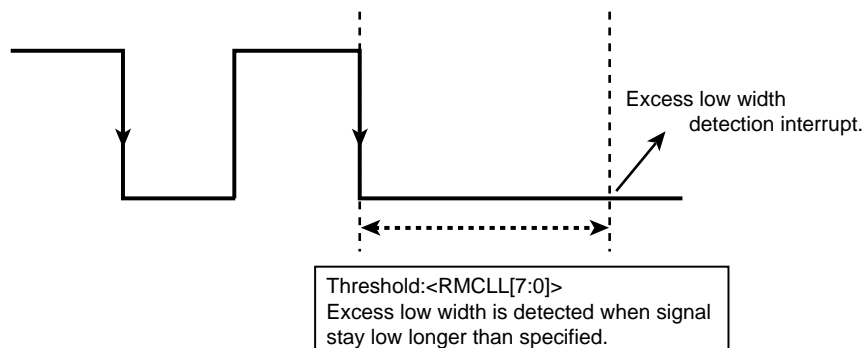 Excess low width
detection interrupt.
Threshold:<RMCLL[7:0]>
Excess low width is detected when signal
stay low longer than specified.